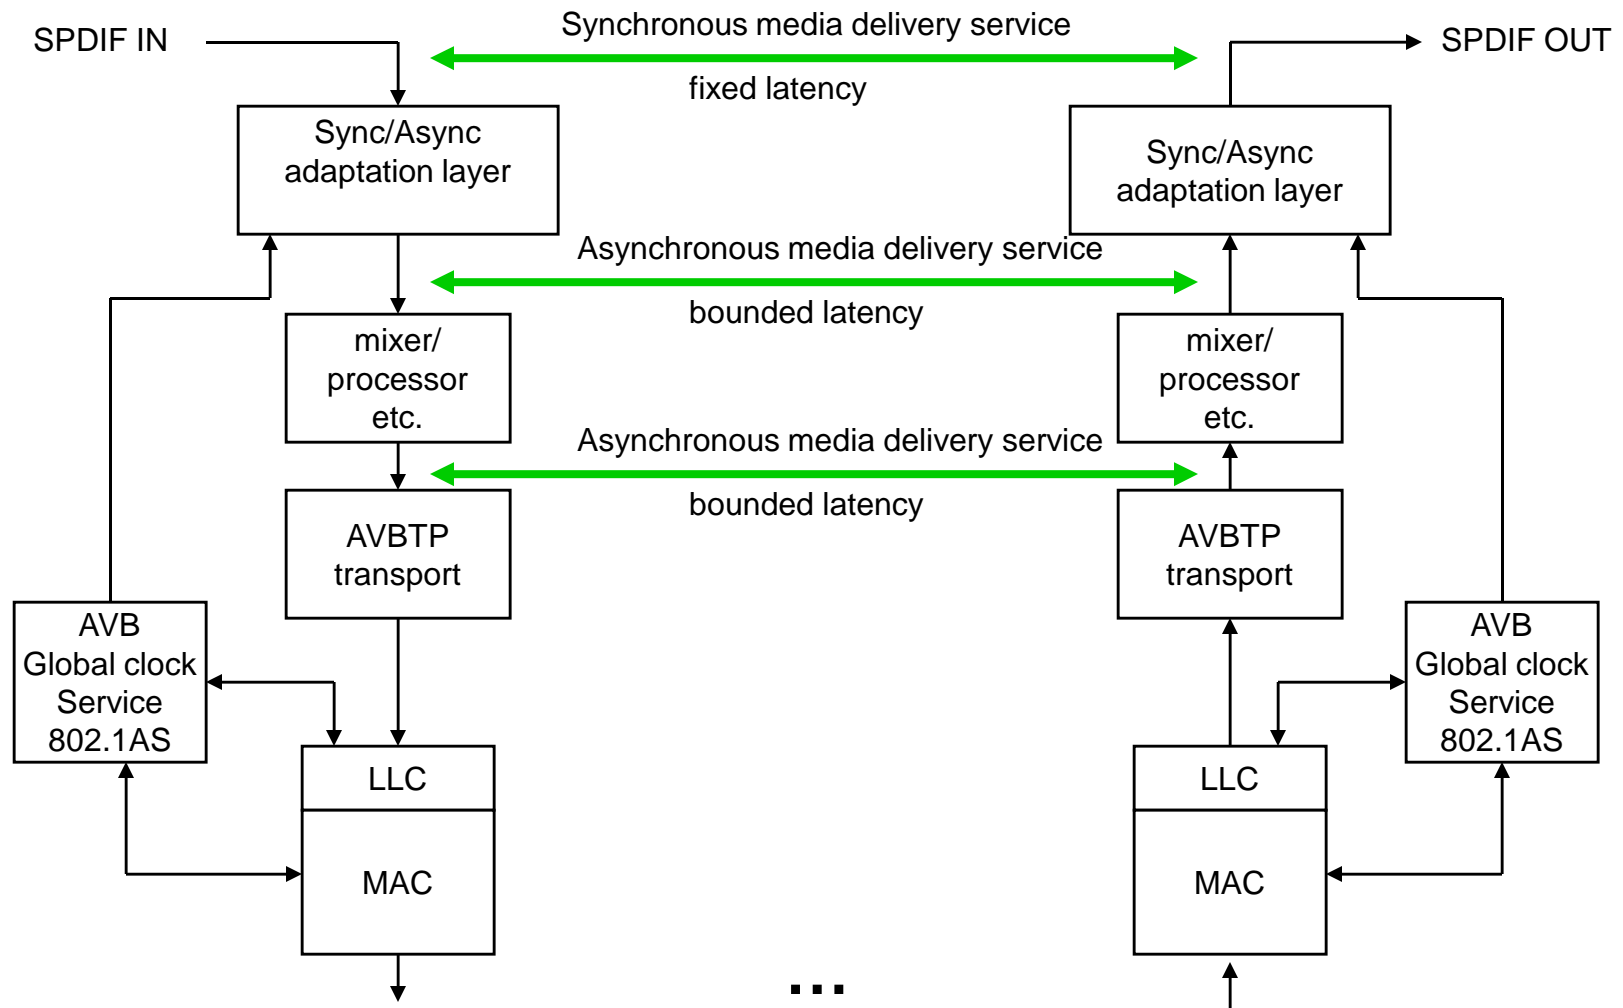 Synchronous media delivery service
SPDIF IN
SPDIF OUT
fixed latency
Sync/Async
adaptation layer
Sync/Async
adaptation layer
Asynchronous media delivery service
bounded latency
mixer/
processor
etc.
mixer/
processor
etc.
Asynchronous media delivery service
bounded latency
AVBTP
transport
AVBTP
transport
AVB
Global clock
Service
802.1AS
AVB
Global clock
Service
802.1AS
LLC
LLC
MAC
MAC
...